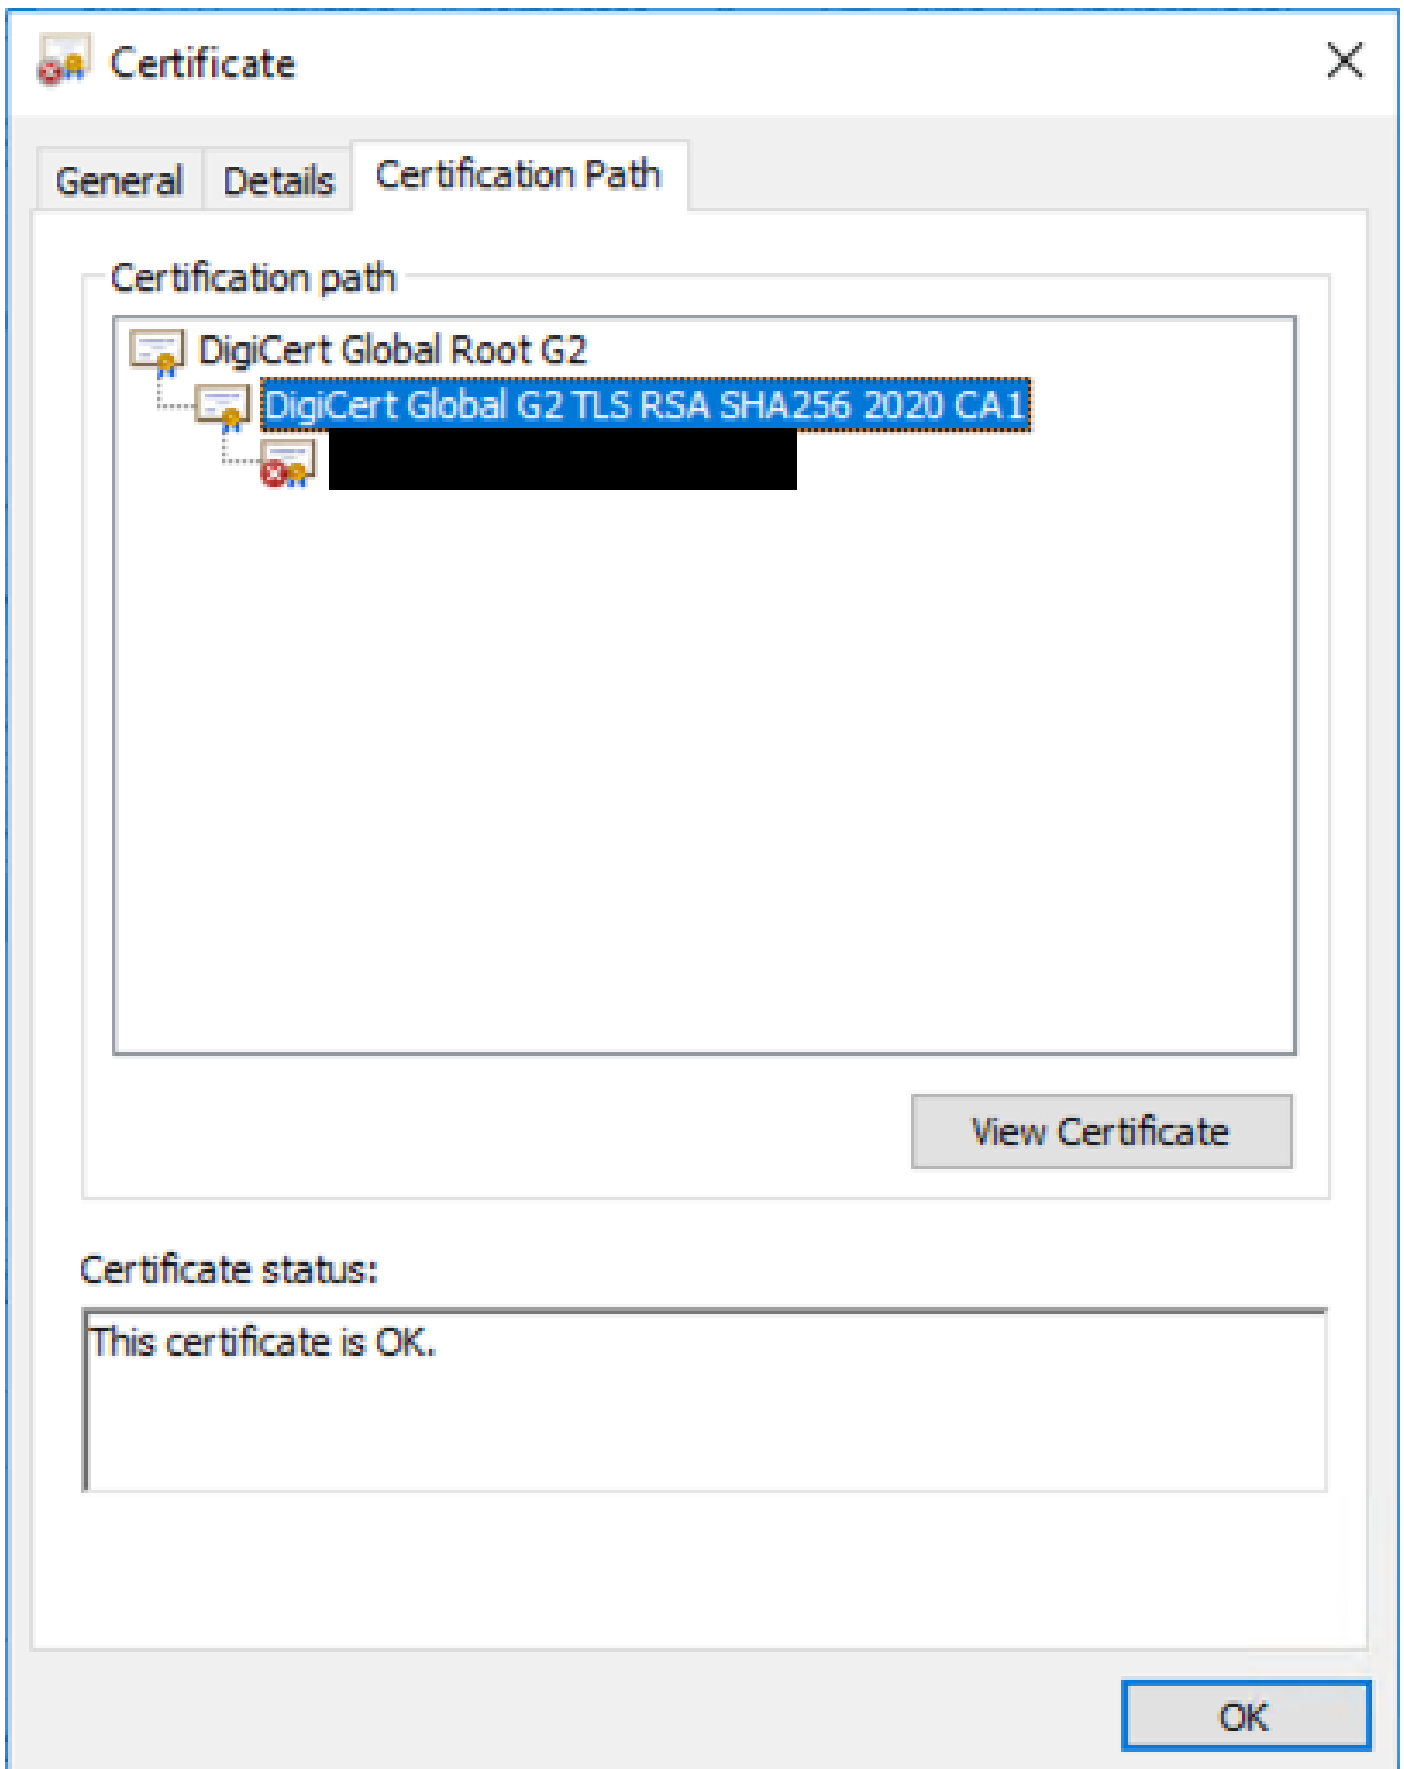 Certificate
General Details Certification Path
Certification path
DigiCert Global Root G2
DigiCert Global G2 TLS RSA SHA256 2020 CA1
View Certificate
Certificate status:
This certificate is OK.
OK